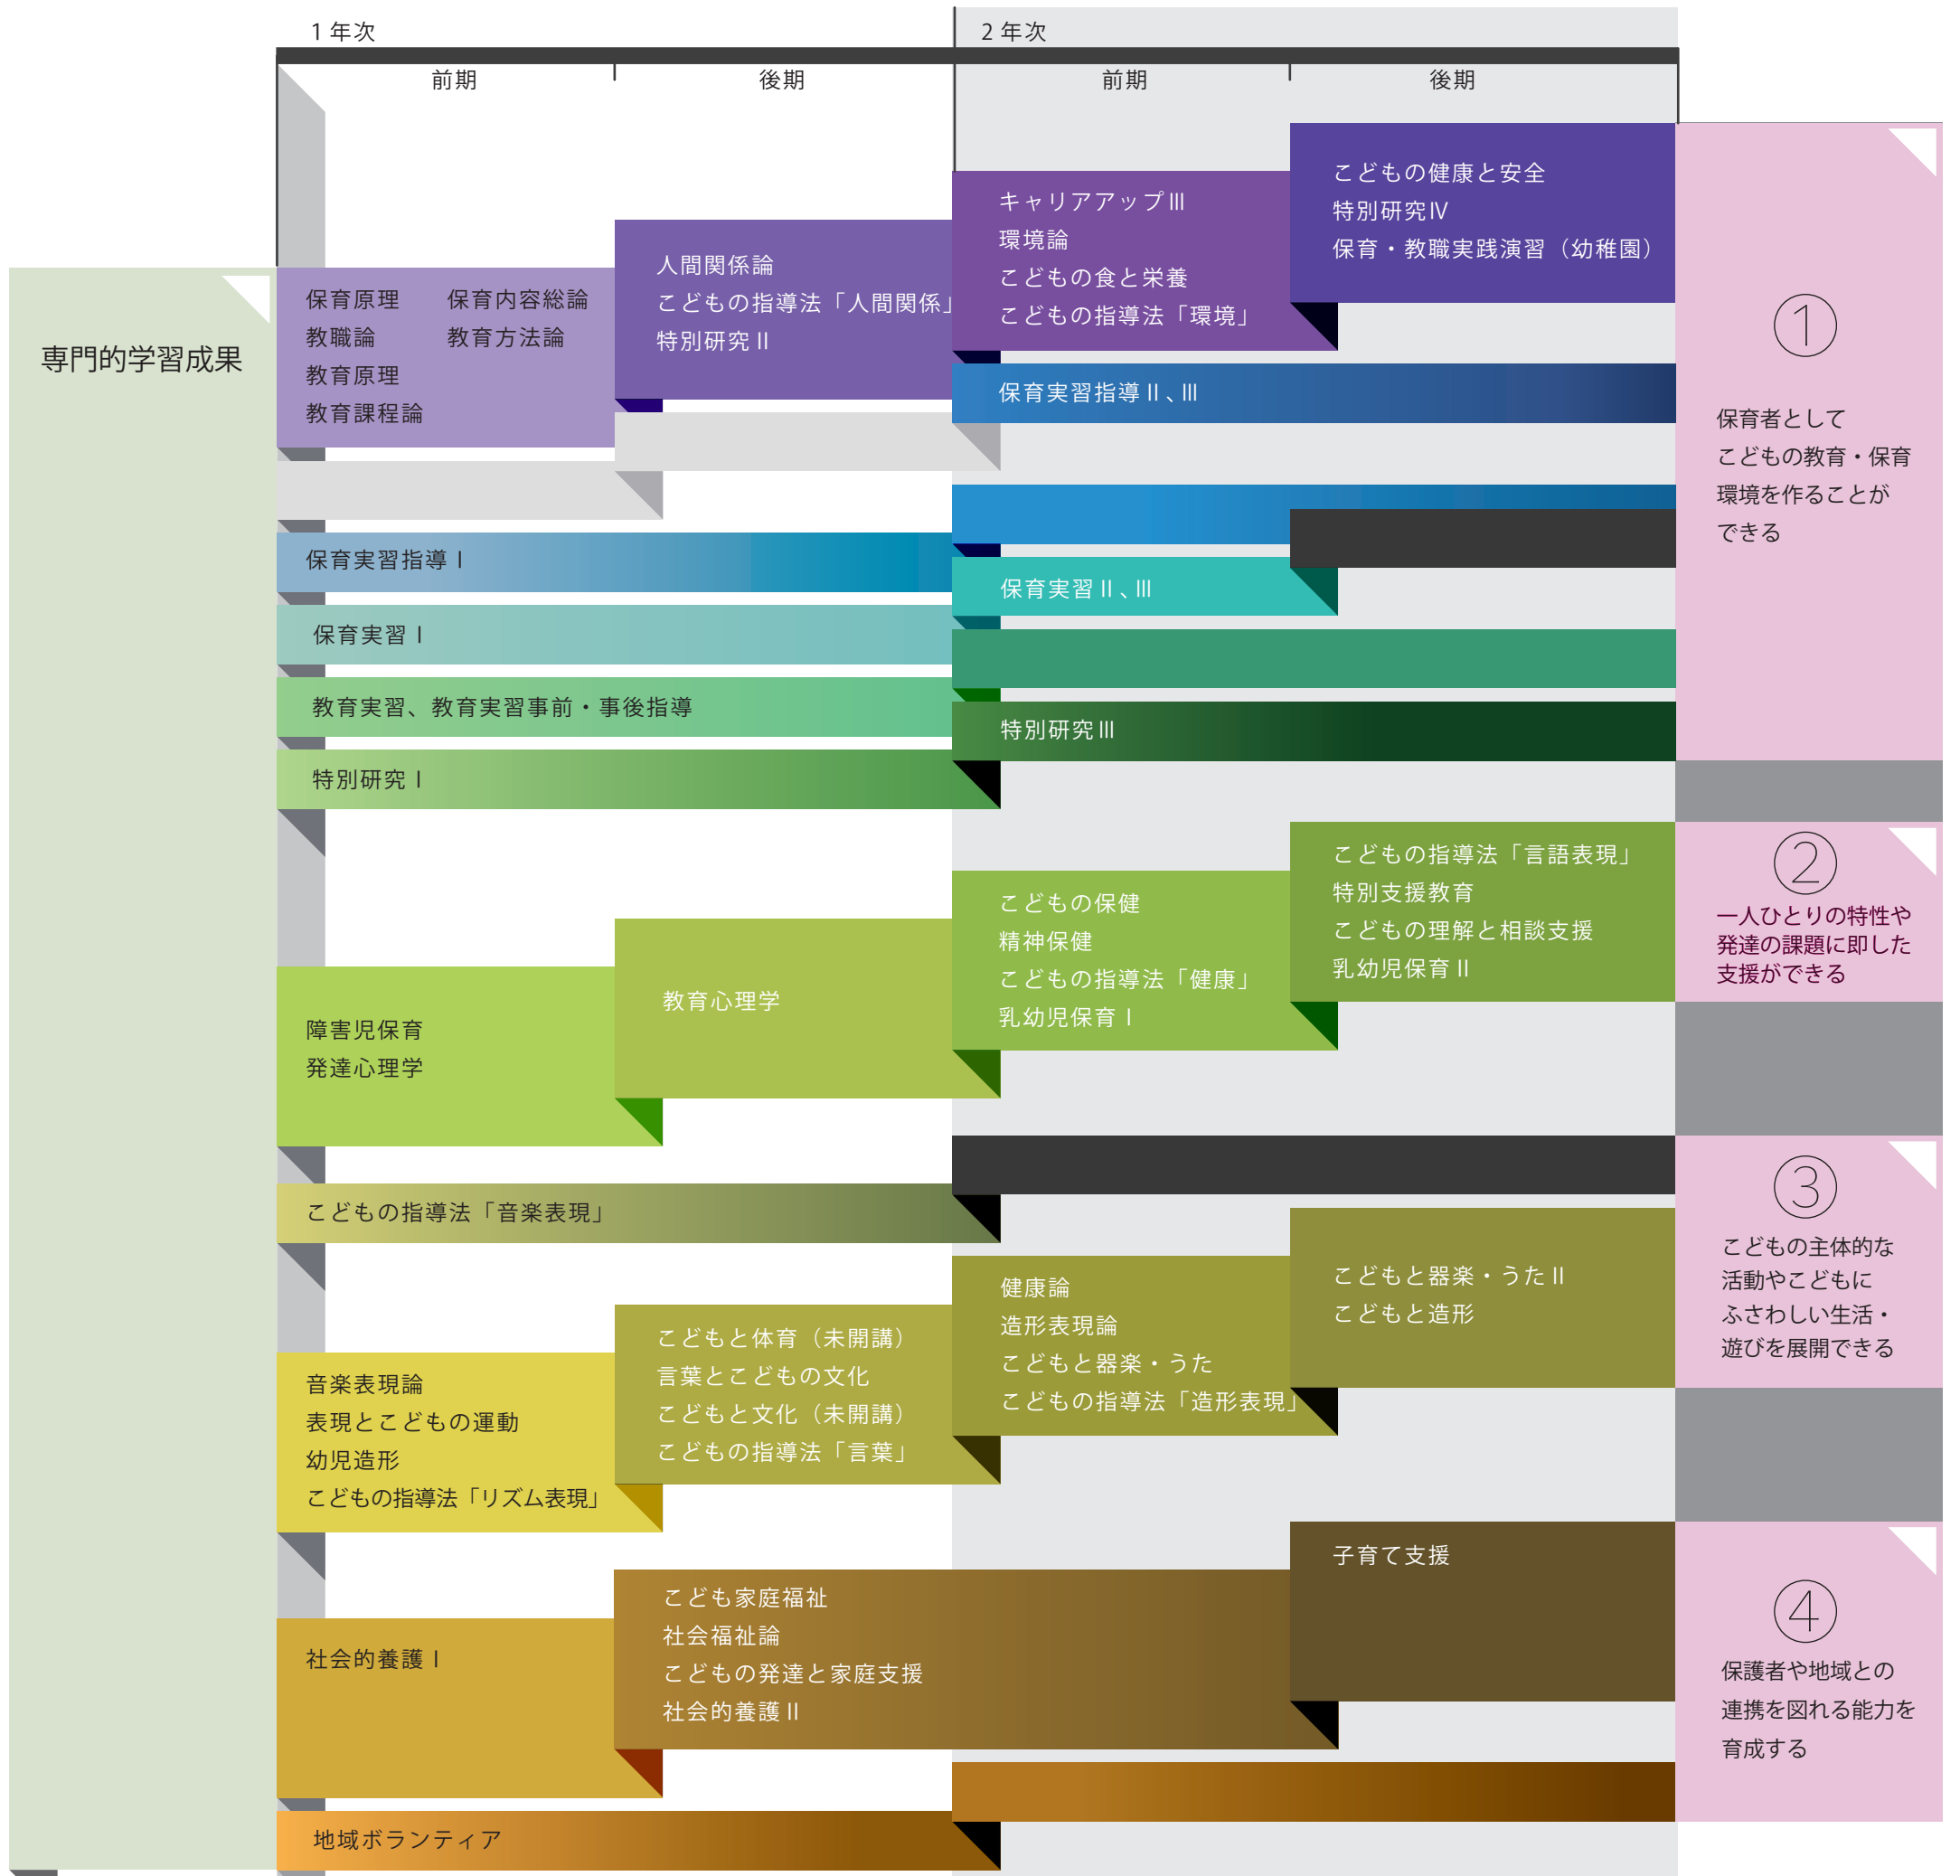 1 年次
2 年次
前期
後期
前期
後期
専門的学習成果
保育原理 保育内容総論
教職論 教育方法論
教育原理
教育課程論
人間関係論
こどもの指導法「人間関係」
特別研究Ⅱ
キャリアアップⅢ
環境論
こどもの食と栄養
こどもの指導法「環境」
こどもの健康と安全
特別研究Ⅳ
保育・教職実践演習（幼稚園）
保育実習指導Ⅱ、Ⅲ
保育実習指導Ⅰ
保育実習Ⅱ、Ⅲ
保育実習Ⅰ
教育実習、教育実習事前・事後指導
特別研究Ⅲ
特別研究Ⅰ
①
保育者として
こどもの教育・保育
環境を作ることが
できる
障害児保育
発達心理学
教育心理学
こどもの保健
精神保健
こどもの指導法「健康」
乳幼児保育Ⅰ
こどもの指導法「言語表現」
特別支援教育
こどもの理解と相談支援
乳幼児保育Ⅱ
②
一人ひとりの特性や
発達の課題に即した
支援ができる
こどもの指導法「音楽表現」
音楽表現論
表現とこどもの運動
幼児造形
こどもの指導法「リズム表現」
こどもと体育（未開講）
言葉とこどもの文化
こどもと文化（未開講）
こどもの指導法「言葉」
健康論
造形表現論
こどもと器楽・うた
こどもの指導法「造形表現」
こどもと器楽・うたⅡ
こどもと造形
③
こどもの主体的な
活動やこどもに
ふさわしい生活・
遊びを展開できる
社会的養護Ⅰ
こども家庭福祉
社会福祉論
こどもの発達と家庭支援
社会的養護Ⅱ
子育て支援
地域ボランティア
④
保護者や地域との
連携を図れる能力を
育成する